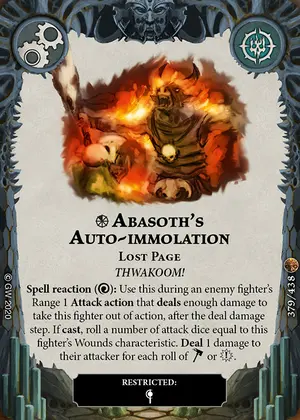 ABASOTH'S
AUTO-IMMOLATION
LOST PAGE
THWAKOOM!
Spell reaction ( ): Use this during an enemy fighter's
Range 1 Attack action that deals enough damage to
take this fighter out of action, after the deal damage
step. If cast, roll a number of attack dice equal to this
fighter's Wounds characteristic. Deal 1 damage to
their attacker for each roll of or .
RESTRICTED:
© GW 2020
379/438